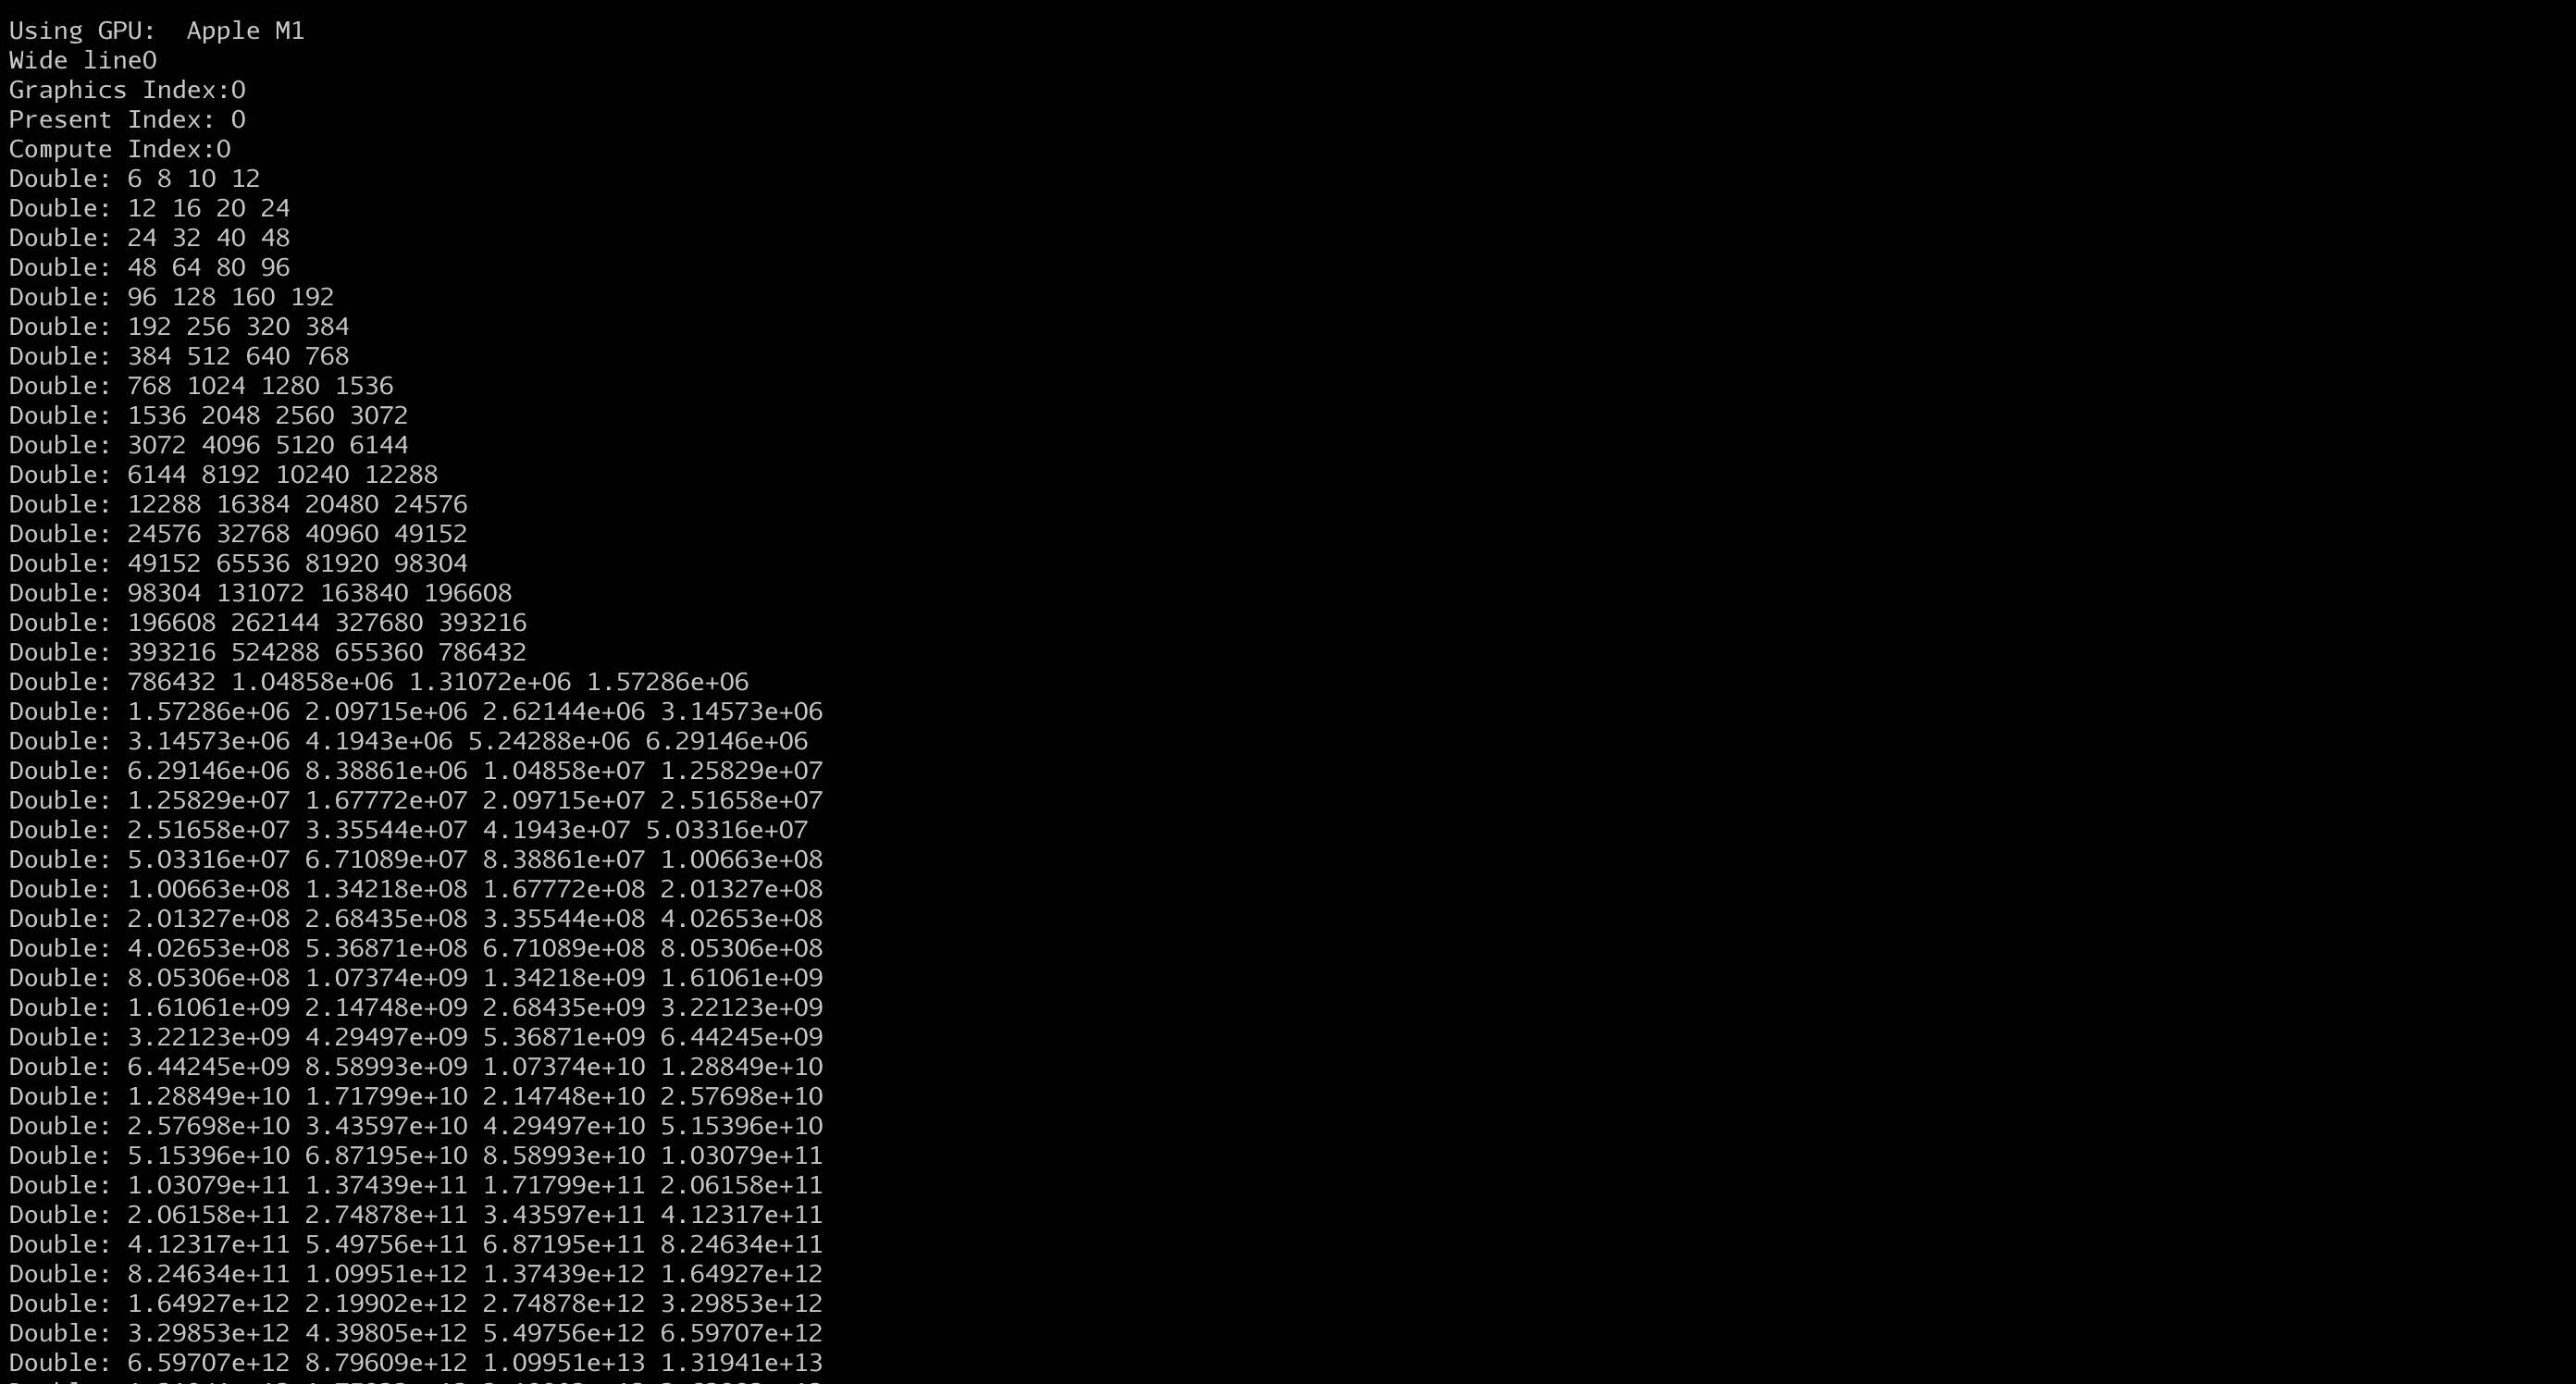 Using GPU:  Apple M1
Wide line0
Graphics Index:0
Present Index: 0
Compute Index:0
Double: 6 8 10 12
Double: 12 16 20 24
Double: 24 32 40 48
Double: 48 64 80 96
Double: 96 128 160 192
Double: 192 256 320 384
Double: 384 512 640 768
Double: 768 1024 1280 1536
Double: 1536 2048 2560 3072
Double: 3072 4096 5120 6144
Double: 6144 8192 10240 12288
Double: 12288 16384 20480 24576
Double: 24576 32768 40960 49152
Double: 49152 65536 81920 98304
Double: 98304 131072 163840 196608
Double: 196608 262144 327680 393216
Double: 393216 524288 655360 786432
Double: 786432 1.04858e+06 1.31072e+06 1.57286e+06
Double: 1.57286e+06 2.09715e+06 2.62144e+06 3.14573e+06
Double: 3.14573e+06 4.1943e+06 5.24288e+06 6.29146e+06
Double: 6.29146e+06 8.38861e+06 1.04858e+07 1.25829e+07
Double: 1.25829e+07 1.67772e+07 2.09715e+07 2.51658e+07
Double: 2.51658e+07 3.35544e+07 4.1943e+07 5.03316e+07
Double: 5.03316e+07 6.71089e+07 8.38861e+07 1.00663e+08
Double: 1.00663e+08 1.34218e+08 1.67772e+08 2.01327e+08
Double: 2.01327e+08 2.68435e+08 3.35544e+08 4.02653e+08
Double: 4.02653e+08 5.36871e+08 6.71089e+08 8.05306e+08
Double: 8.05306e+08 1.07374e+09 1.34218e+09 1.61061e+09
Double: 1.61061e+09 2.14748e+09 2.68435e+09 3.22123e+09
Double: 3.22123e+09 4.29497e+09 5.36871e+09 6.44245e+09
Double: 6.44245e+09 8.58993e+09 1.07374e+10 1.28849e+10
Double: 1.28849e+10 1.71799e+10 2.14748e+10 2.57698e+10
Double: 2.57698e+10 3.43597e+10 4.29497e+10 5.15396e+10
Double: 5.15396e+10 6.87195e+10 8.58993e+10 1.03079e+11
Double: 1.03079e+11 1.37439e+11 1.71799e+11 2.06158e+11
Double: 2.06158e+11 2.74878e+11 3.43597e+11 4.12317e+11
Double: 4.12317e+11 5.49756e+11 6.87195e+11 8.24634e+11
Double: 8.24634e+11 1.09951e+12 1.37439e+12 1.64927e+12
Double: 1.64927e+12 2.19902e+12 2.74878e+12 3.29853e+12
Double: 3.29853e+12 4.39805e+12 5.49756e+12 6.59707e+12
Double: 6.59707e+12 8.79609e+12 1.09951e+13 1.31941e+13